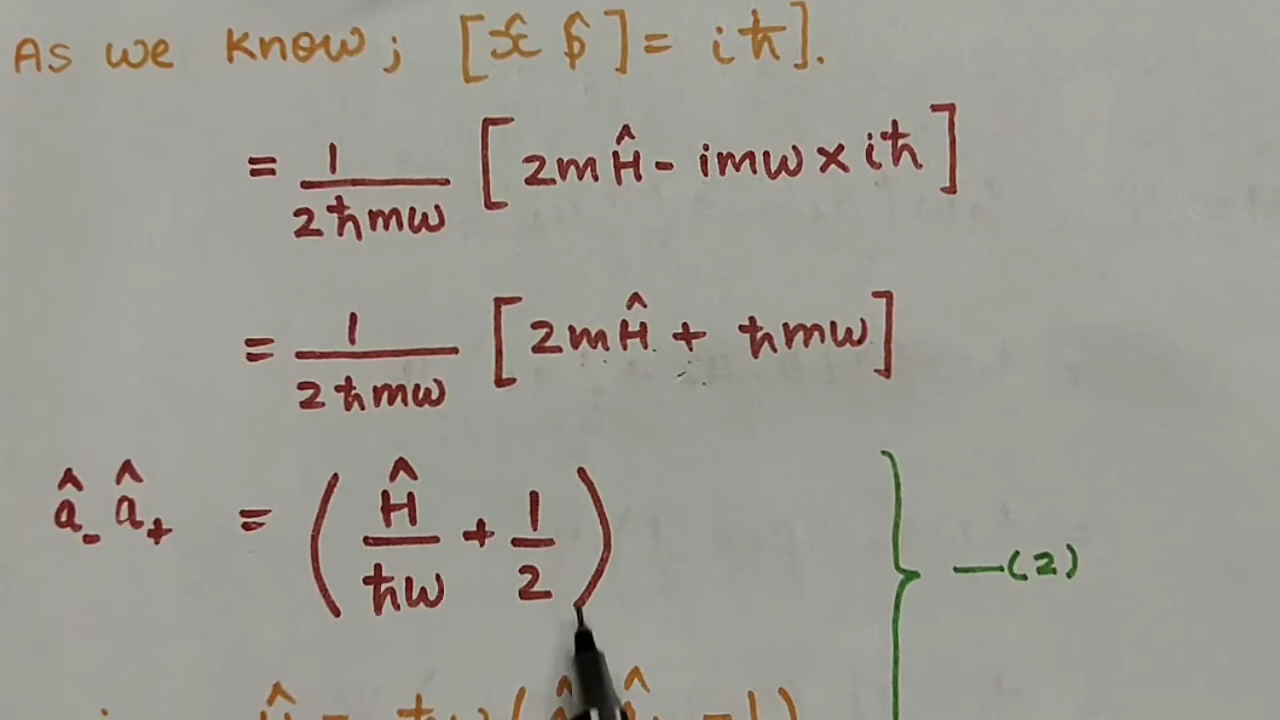 As we know; [x̂ p̂] = iħ].
= 1/2ħmω [2mĤ - imω × iħ]
= 1/2ħmω [2mĤ + ħmω]
â₋ â₊ = (Ĥ/ħω + 1/2) —(2)